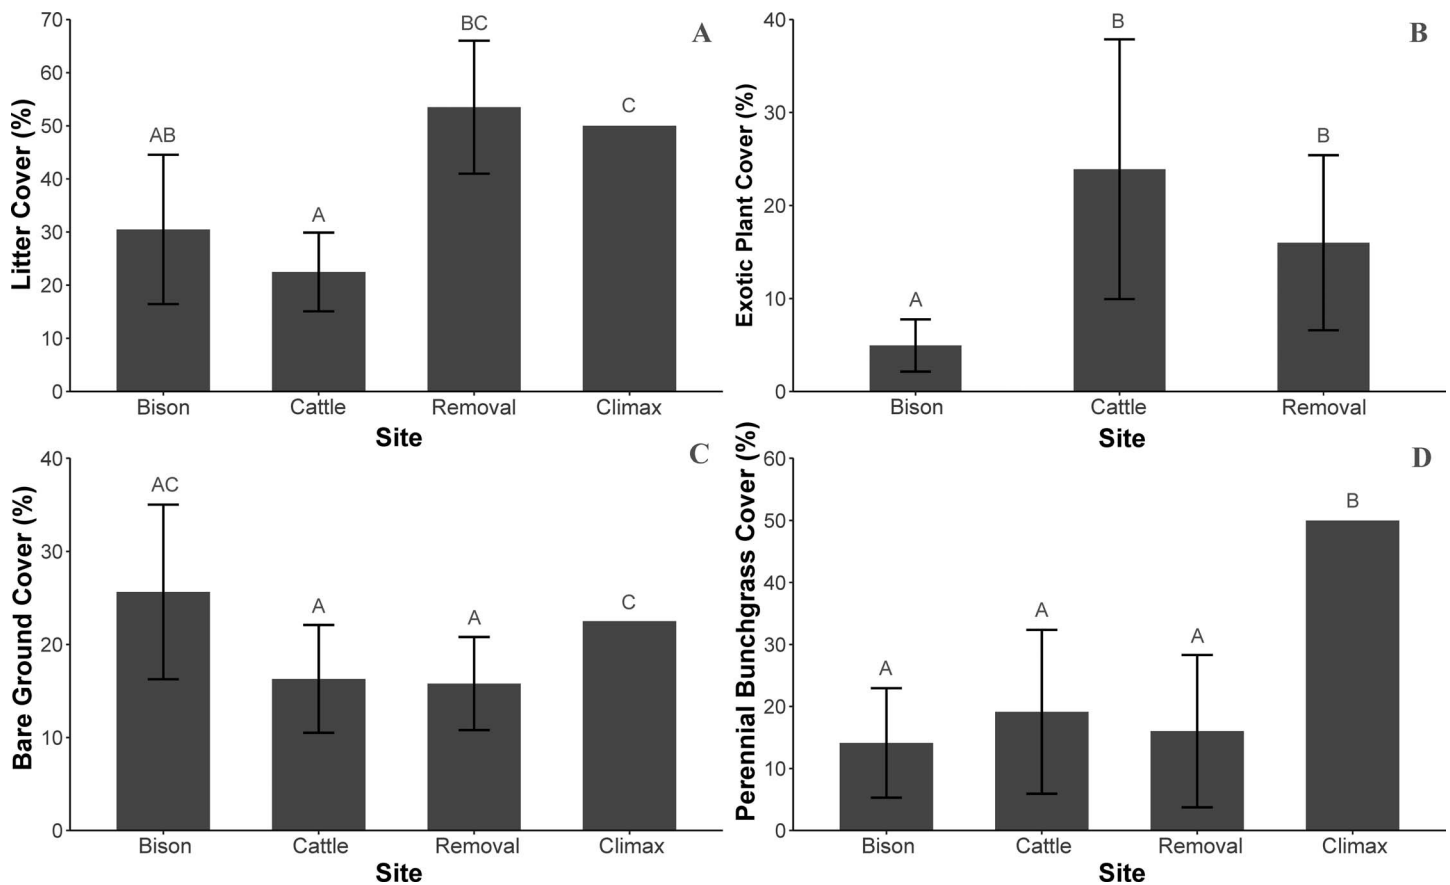 A
Litter Cover (%)
70
60
50
40
30
20
10
0
AB
A
BC
C
Bison Cattle Removal Climax
Site
B
Exotic Plant Cover (%)
40
30
20
10
0
A
B
B
Bison Cattle Removal
Site
C
Bare Ground Cover (%)
40
30
20
10
0
AC
A
A
C
Bison Cattle Removal Climax
Site
D
Perennial Bunchgrass Cover (%)
60
50
40
30
20
10
0
A
A
A
B
Bison Cattle Removal Climax
Site